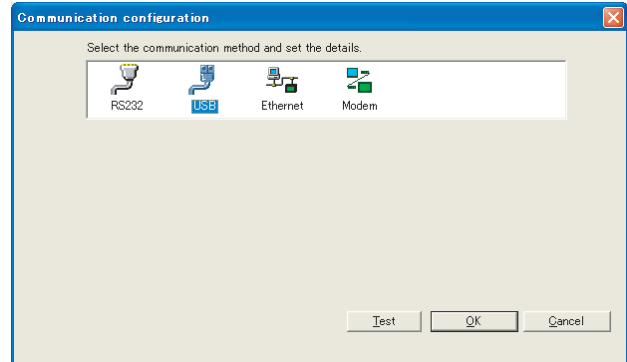 Communication configuration
Select the communication method and set the details.
RS232 USB Ethernet Modem
Test OK Cancel